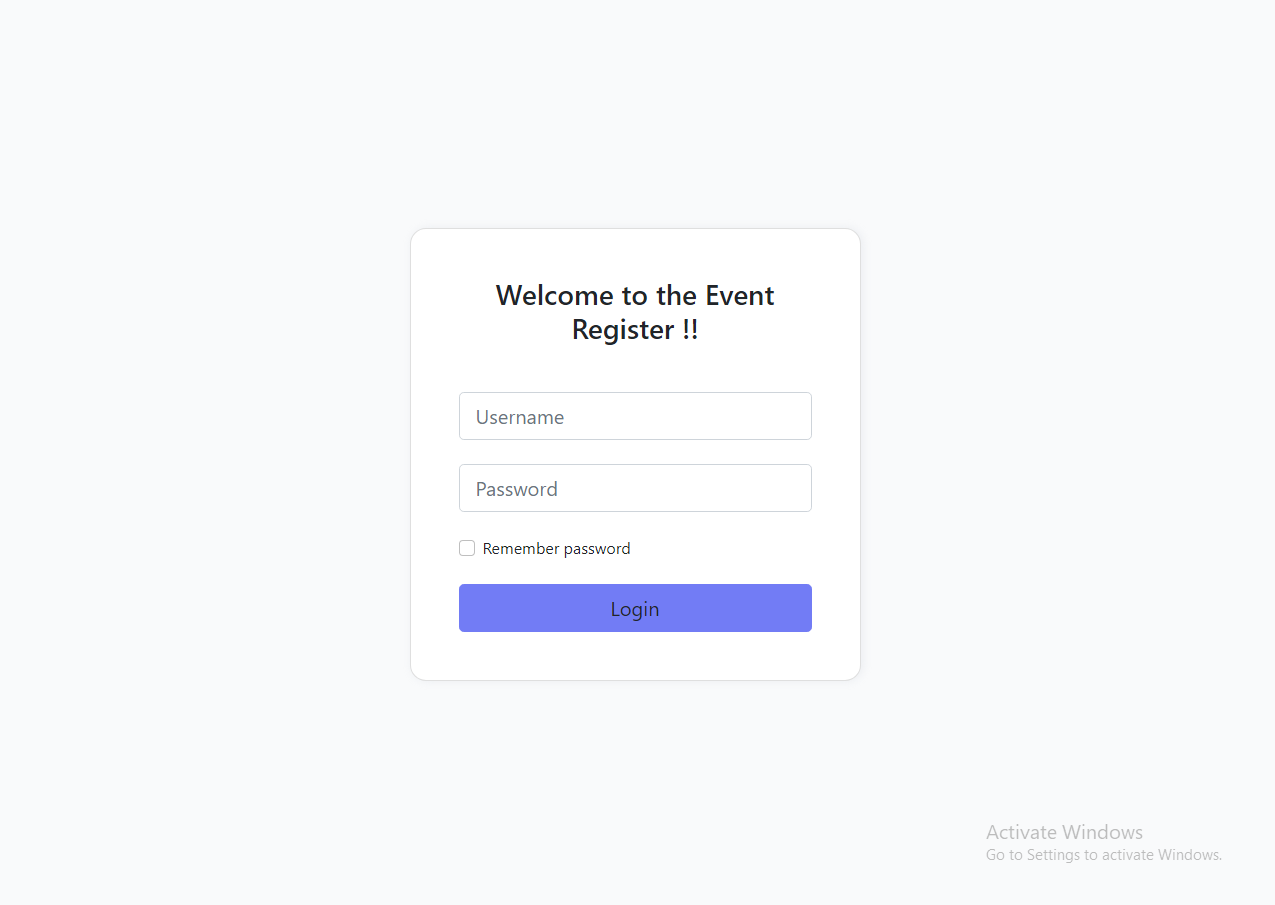 Welcome to the Event
Register !!
Username
Password
Remember password
Login
Activate Windows
Go to Settings to activate Windows.